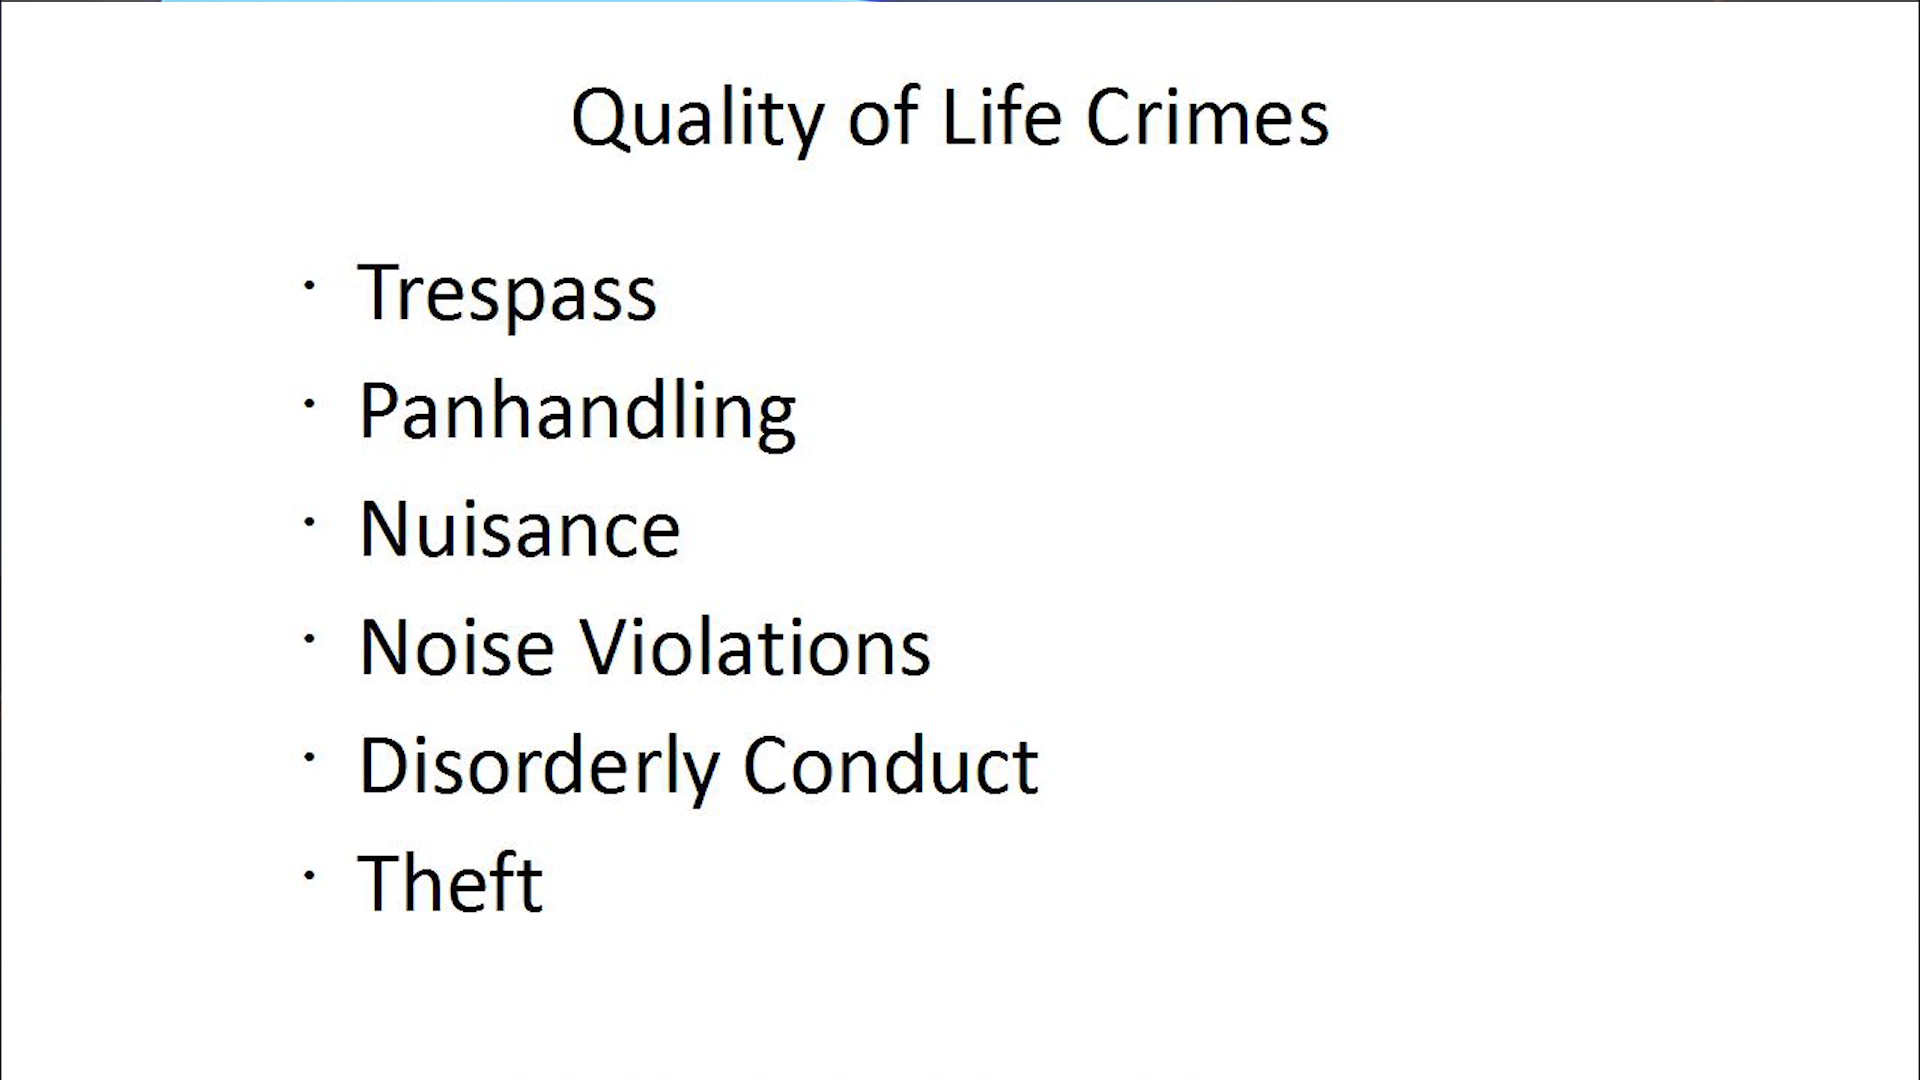 Quality of Life Crimes
· Trespass
· Panhandling
· Nuisance
· Noise Violations
· Disorderly Conduct
· Theft